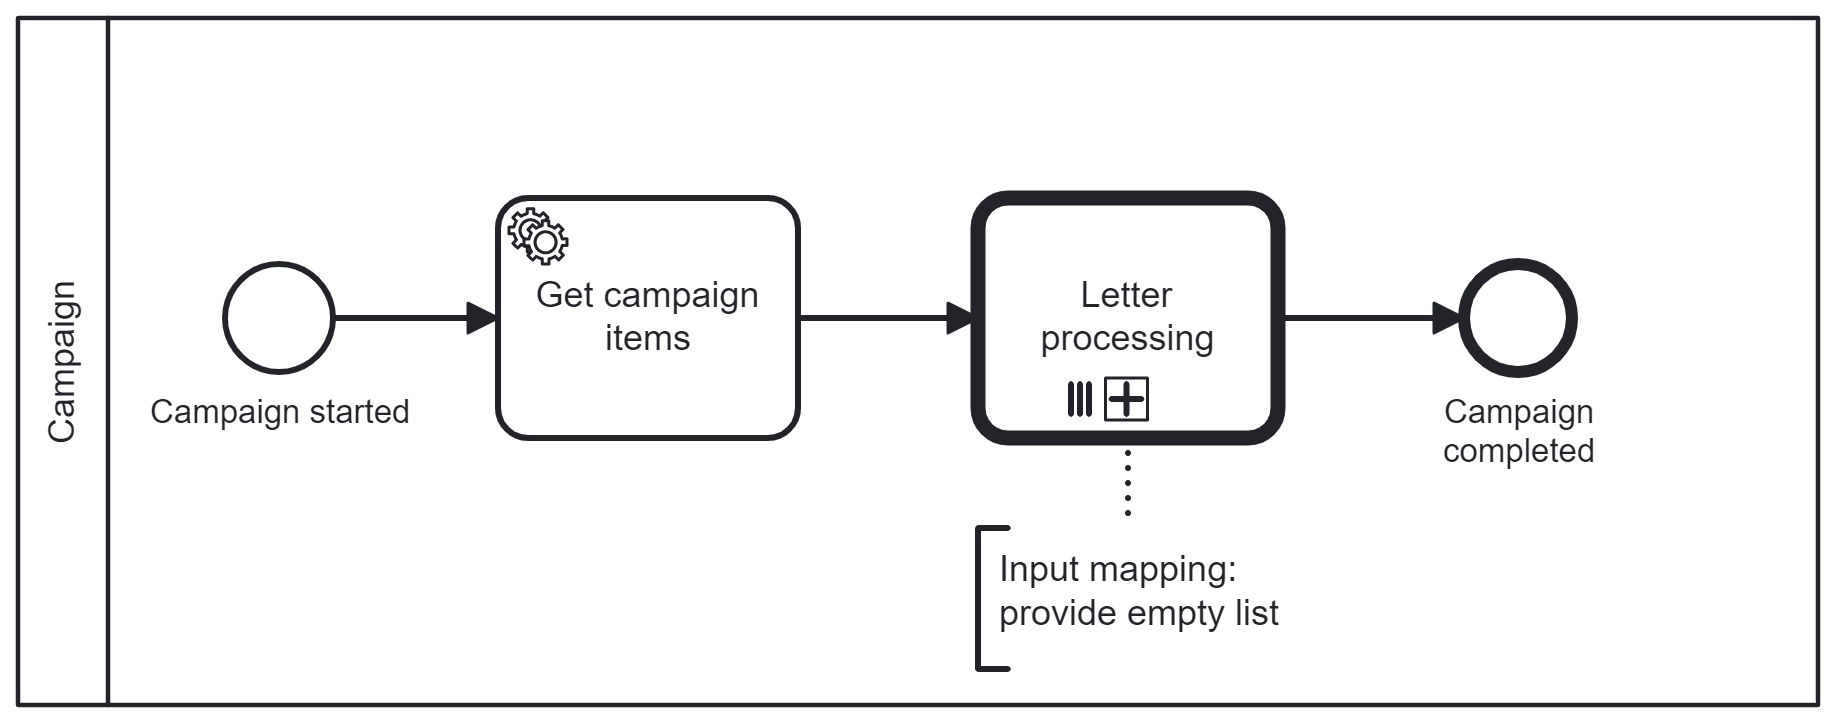 Campaign
Campaign started
Get campaign
items
Letter
processing
Campaign
completed
Input mapping:
provide empty list